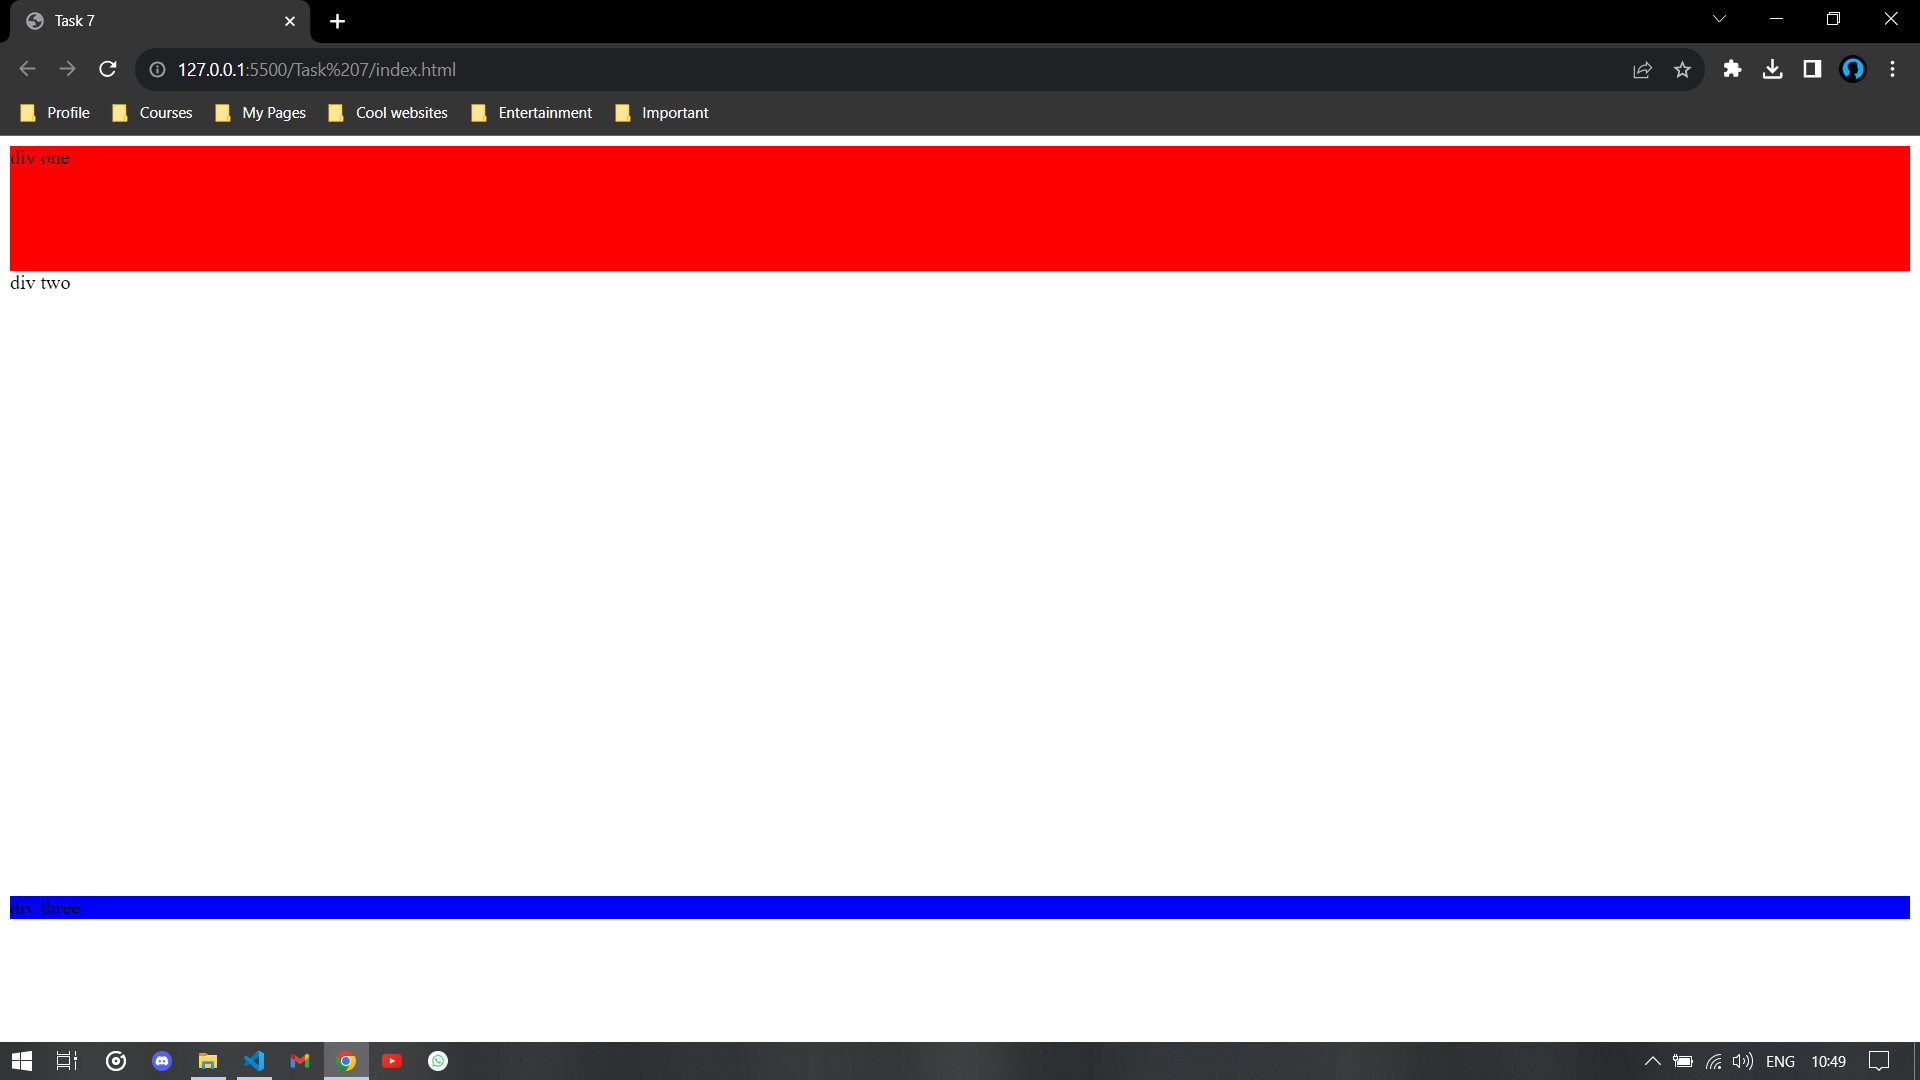 Task 7
127.0.0.1:5500/Task%207/index.html
Profile Courses My Pages Cool websites Entertainment Important
div one
div two
div three
ENG 10:49